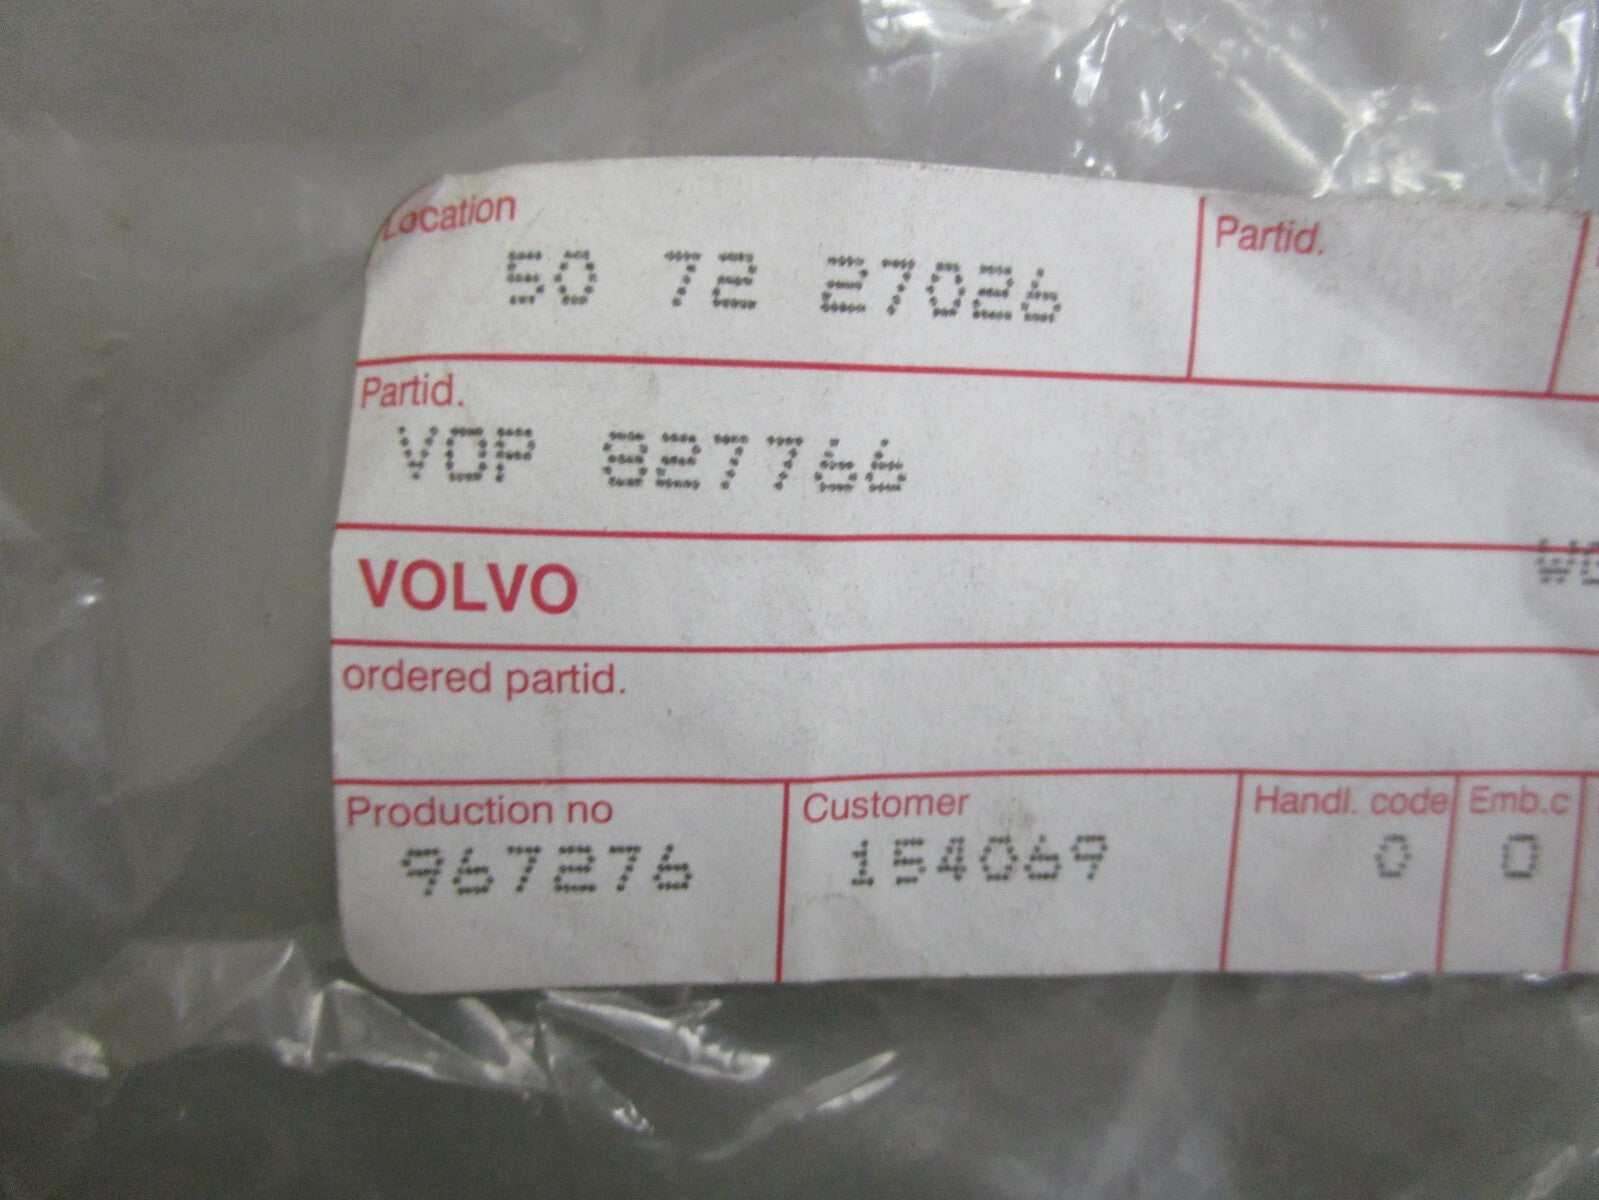 Location Partid.
50 72 27026
Partid.
VOP 827766
VOLVO
ordered partid.
Production no Customer Handl. code Emb.c
967276 154069 0 0